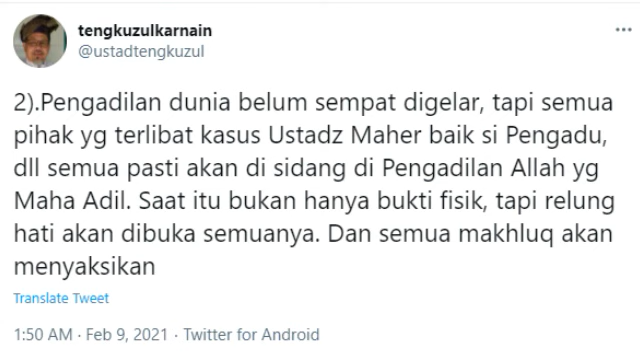 tengkuzulkarnain
@ustadtengkuzul
2).Pengadilan dunia belum sempat digelar, tapi semua
pihak yg terlibat kasus Ustadz Maher baik si Pengadu,
dll semua pasti akan di sidang di Pengadilan Allah yg
Maha Adil. Saat itu bukan hanya bukti fisik, tapi relung
hati akan dibuka semuanya. Dan semua makhluq akan
menyaksikan
Translate Tweet
1:50 AM · Feb 9, 2021 · Twitter for Android